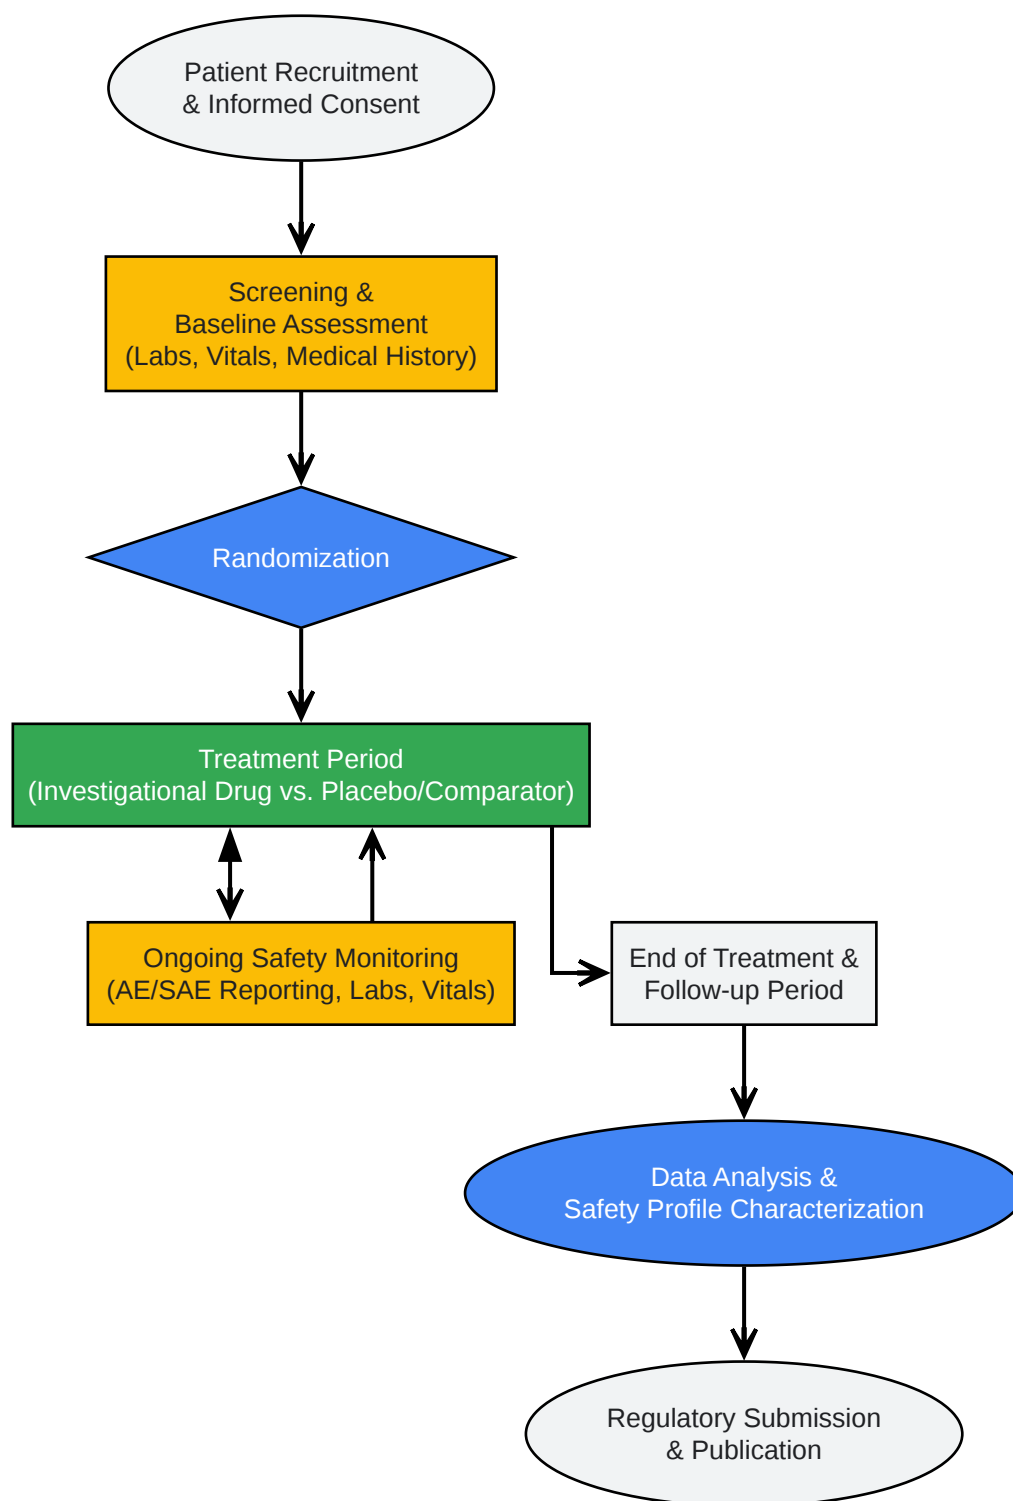 Patient Recruitment
& Informed Consent
Screening &
Baseline Assessment
(Labs, Vitals, Medical History)
Randomization
Treatment Period
(Investigational Drug vs. Placebo/Comparator)
Ongoing Safety Monitoring
(AE/SAE Reporting, Labs, Vitals)
End of Treatment &
Follow-up Period
Data Analysis &
Safety Profile Characterization
Regulatory Submission
& Publication